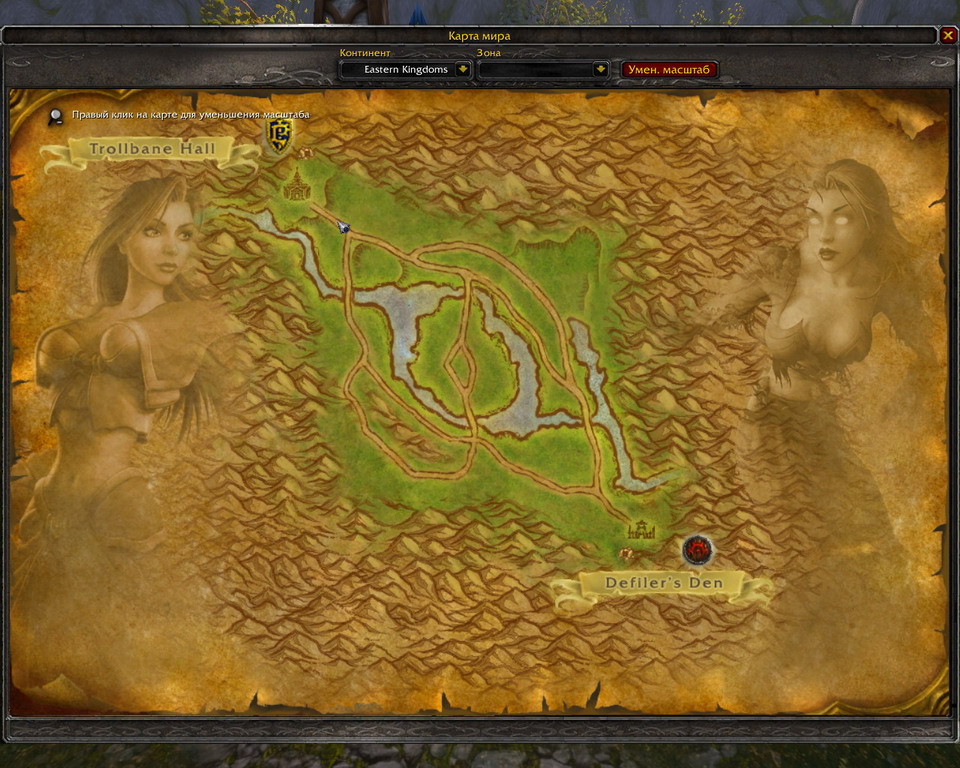 Карта мира
Континент
Зона
Eastern Kingdoms
Умен. масштаб
Правый клик на карте для уменьшения масштаба
Trollbane Hall
Defiler's Den